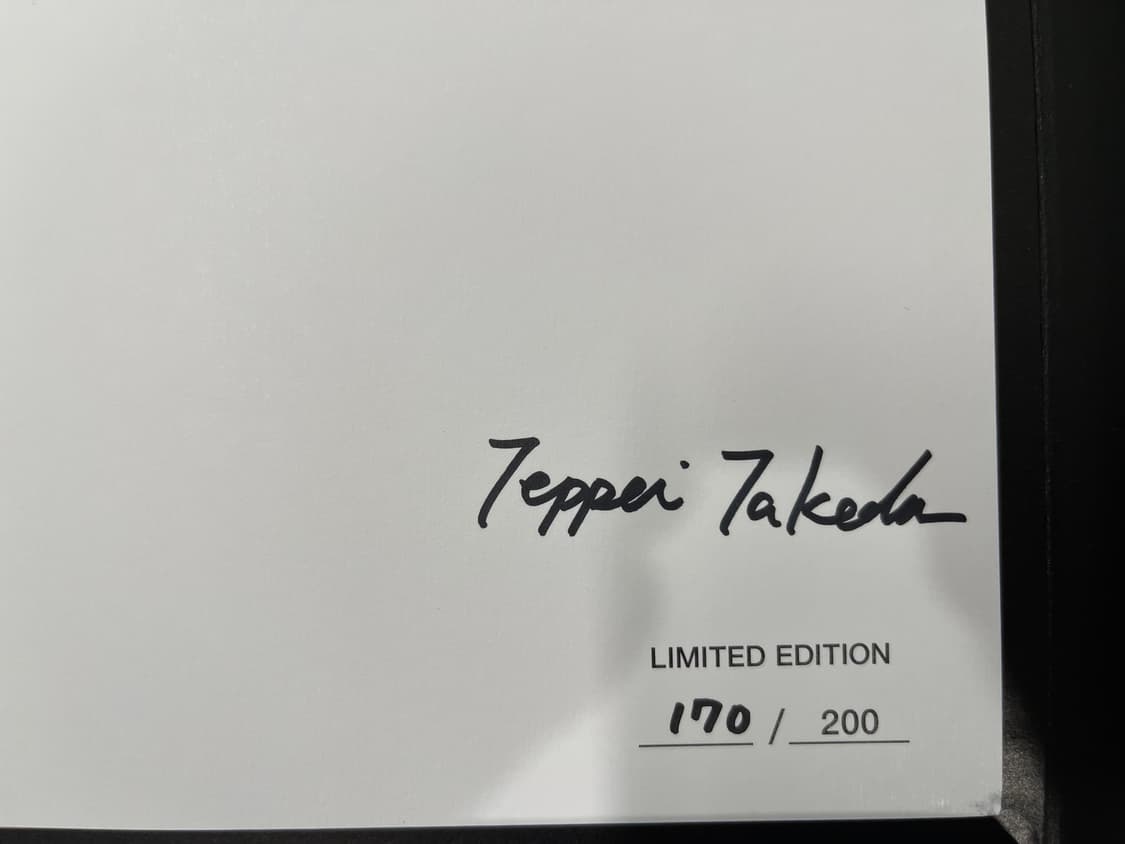 Teppei Takeda
LIMITED EDITION
170 / 200